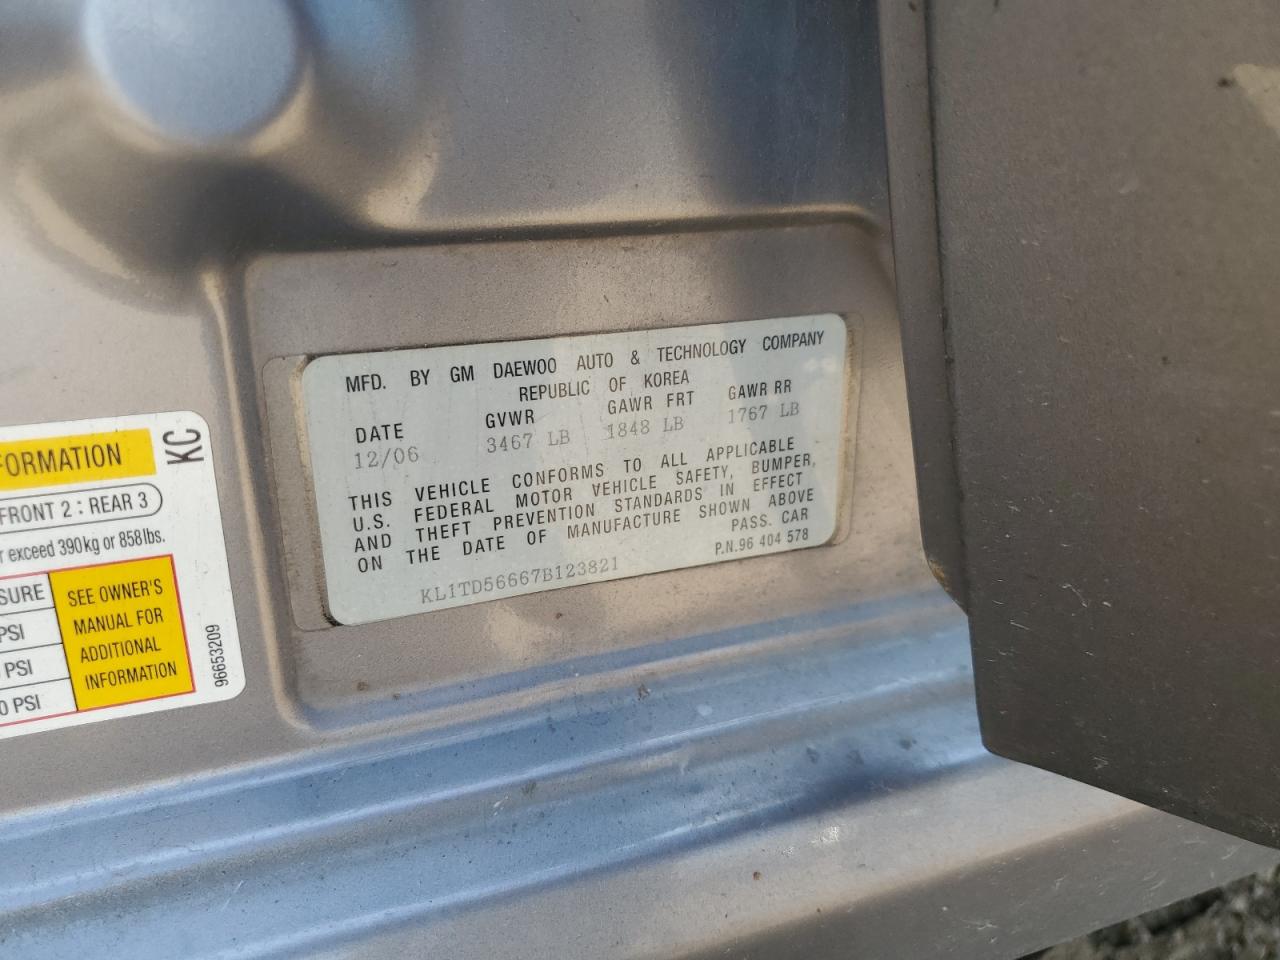 MFD. BY GM DAEWOO AUTO & TECHNOLOGY COMPANY
REPUBLIC OF KOREA
DATE GVWR GAWR FRT GAWR RR
12/06 3467 LB 1848 LB 1767 LB
THIS VEHICLE CONFORMS TO ALL APPLICABLE
U.S. FEDERAL MOTOR VEHICLE SAFETY, BUMPER,
AND THEFT PREVENTION STANDARDS IN EFFECT
ON THE DATE OF MANUFACTURE SHOWN ABOVE
PASS. CAR
P.N.96 404 578
KL1TD56667B123821
KC
FORMATION
FRONT 2 : REAR 3
exceed 390kg or 858 lbs.
SURE
PSI
PSI
0 PSI
SEE OWNER'S
MANUAL FOR
ADDITIONAL
INFORMATION
96653209